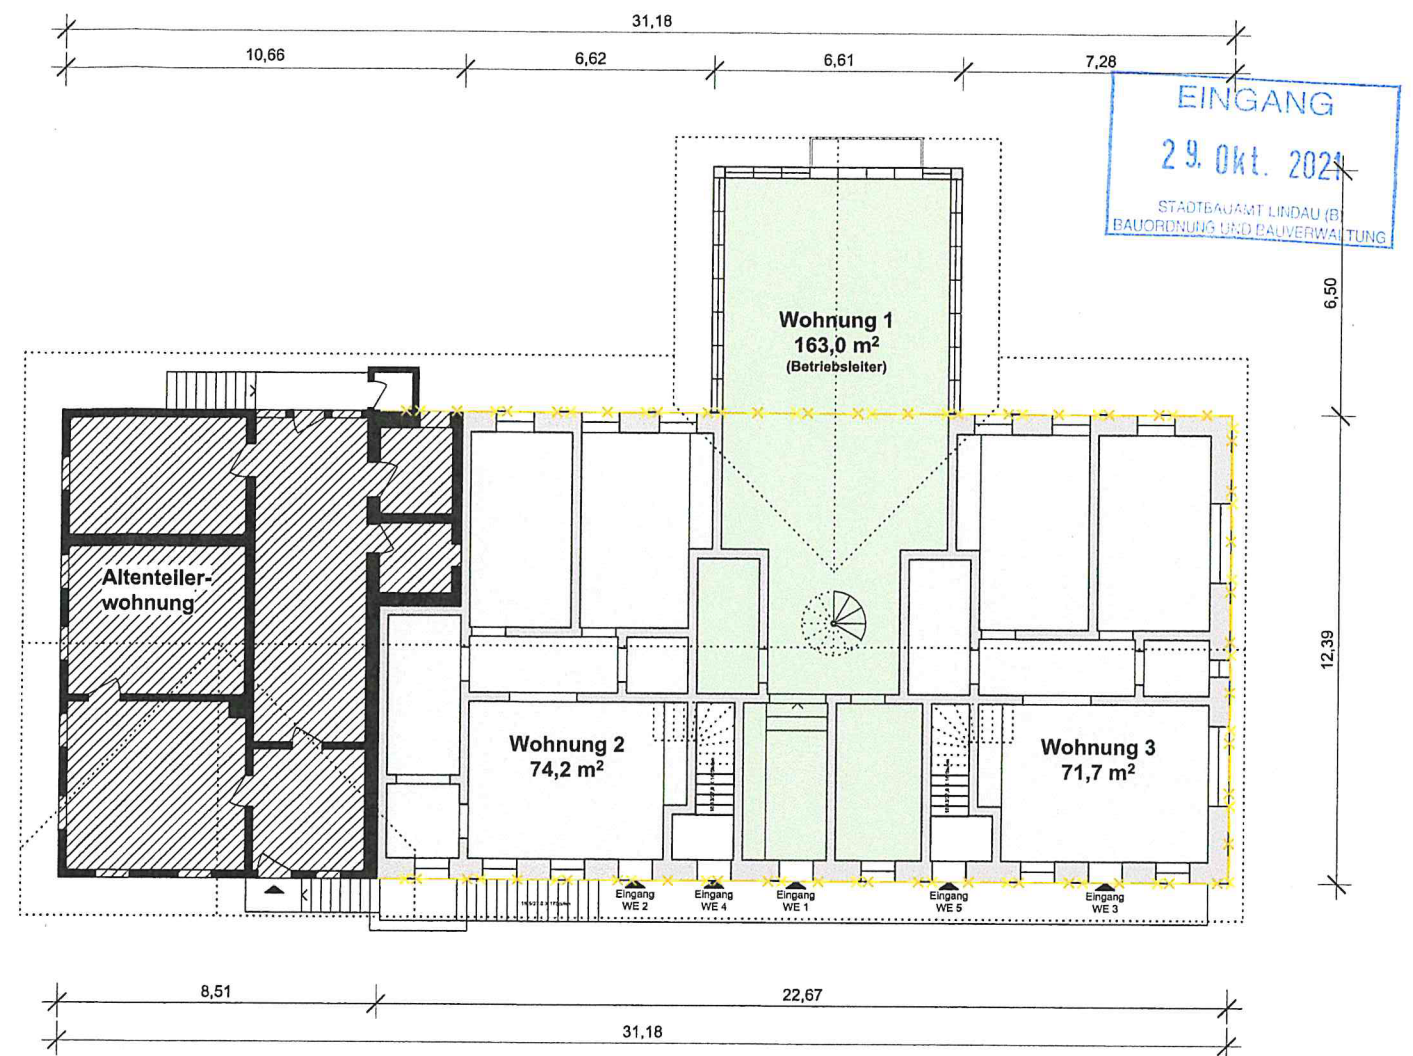 31,18
10,66
6,62
6,61
7,28
EINGANG
29. Okt. 2021
STADTBAUAMT LINDAU (B)
BAUORDNUNG UND BAUVERWALTUNG
6,50
Wohnung 1
163,0 m²
(Betriebsleiter)
Altenteiler-
wohnung
12,39
Wohnung 2
74,2 m²
Wohnung 3
71,7 m²
Eingang
WE 2
Eingang
WE 4
Eingang
WE 1
Eingang
WE 5
Eingang
WE 3
8,51
22,67
31,18